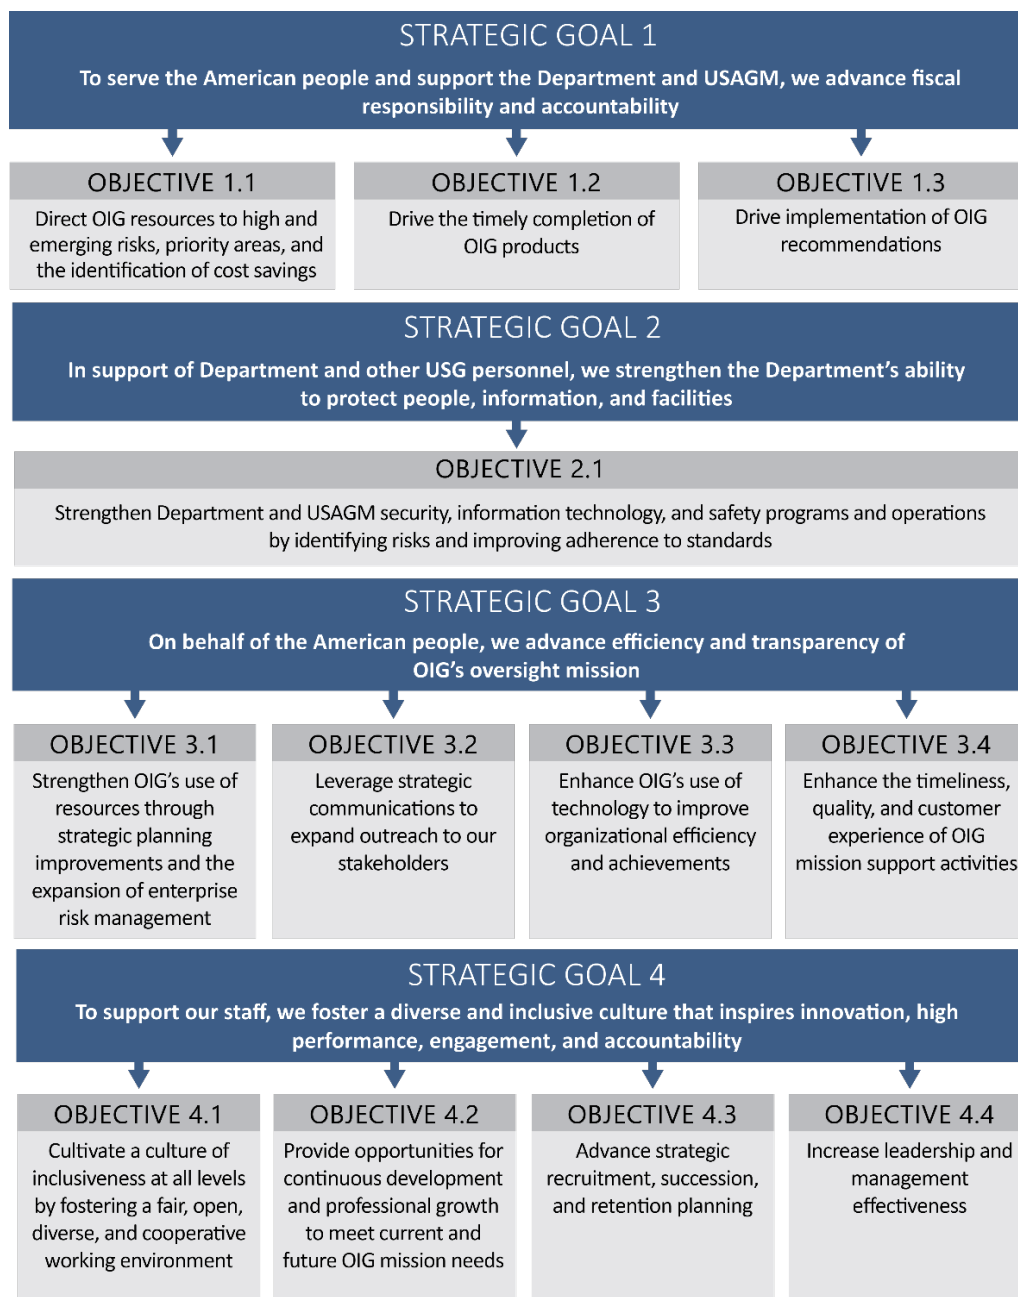 STRATEGIC GOAL 1
To serve the American people and support the Department and USAGM, we advance fiscal
responsibility and accountability
OBJECTIVE 1.1
Direct OIG resources to high and
emerging risks, priority areas, and
the identification of cost savings
OBJECTIVE 1.2
Drive the timely completion of
OIG products
OBJECTIVE 1.3
Drive implementation of OIG
recommendations
STRATEGIC GOAL 2
In support of Department and other USG personnel, we strengthen the Department's ability
to protect people, information, and facilities
OBJECTIVE 2.1
Strengthen Department and USAGM security, information technology, and safety programs and operations
by identifying risks and improving adherence to standards
STRATEGIC GOAL 3
On behalf of the American people, we advance efficiency and transparency of
OIG's oversight mission
OBJECTIVE 3.1
Strengthen OIG's use of
resources through
strategic planning
improvements and the
expansion of enterprise
risk management
OBJECTIVE 3.2
Leverage strategic
communications to
expand outreach to our
stakeholders
OBJECTIVE 3.3
Enhance OIG's use of
technology to improve
organizational efficiency
and achievements
OBJECTIVE 3.4
Enhance the timeliness,
quality, and customer
experience of OIG
mission support activities
STRATEGIC GOAL 4
To support our staff, we foster a diverse and inclusive culture that inspires innovation, high
performance, engagement, and accountability
OBJECTIVE 4.1
Cultivate a culture of
inclusiveness at all levels
by fostering a fair, open,
diverse, and cooperative
working environment
OBJECTIVE 4.2
Provide opportunities for
continuous development
and professional growth
to meet current and
future OIG mission needs
OBJECTIVE 4.3
Advance strategic
recruitment, succession,
and retention planning
OBJECTIVE 4.4
Increase leadership and
management
effectiveness